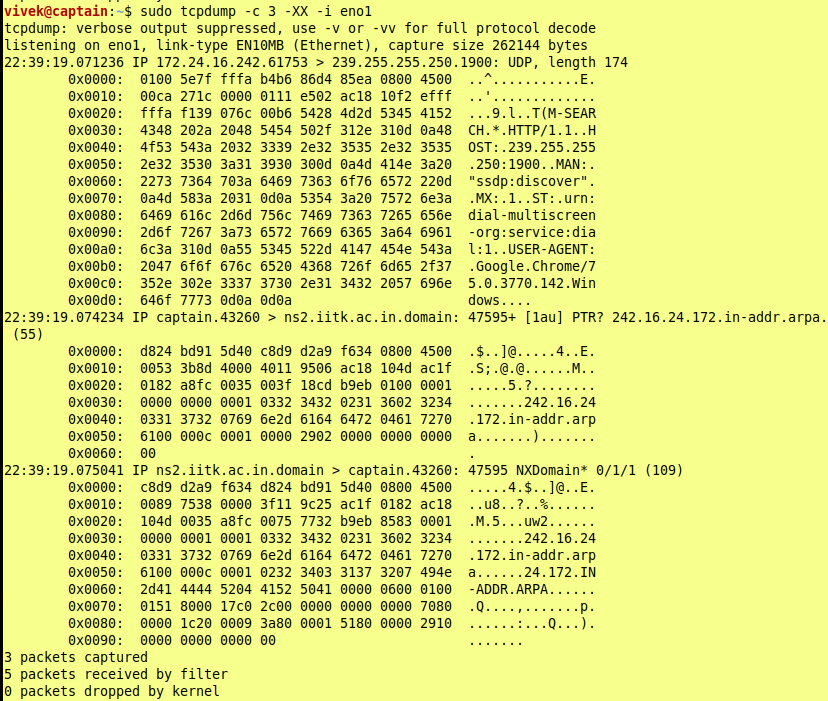 vivek@captain:~$ sudo tcpdump -c 3 -XX -i eno1
tcpdump: verbose output suppressed, use -v or -vv for full protocol decode
listening on eno1, link-type EN10MB (Ethernet), capture size 262144 bytes
22:39:19.071236 IP 172.24.16.242.61753 > 239.255.255.250.1900: UDP, length 174
0x0000: 0100 5e7f fffa b4b6 86d4 85ea 0800 4500 ..^...........E.
0x0010: 00ca 271c 0000 0111 e502 ac18 10f2 efff ..'.............
0x0020: fffa f139 076c 00b6 5428 4d2d 5345 4152 ...9.l..T(M-SEAR
0x0030: 4348 202a 2048 5454 502f 312e 310d 0a48 CH.*.HTTP/1.1..H
0x0040: 4f53 543a 2032 3339 2e32 3535 2e32 3535 OST:.239.255.255
0x0050: 2e32 3530 3a31 3930 300d 0a4d 414e 3a20 .250:1900..MAN:.
0x0060: 2273 7364 703a 6469 7363 6f76 6572 220d "ssdp:discover".
0x0070: 0a4d 583a 2031 0d0a 5354 3a20 7572 6e3a .MX:.1..ST:.urn:
0x0080: 6469 616c 2d6d 756c 7469 7363 7265 656e dial-multiscreen
0x0090: 2d6f 7267 3a73 6572 7669 6365 3a64 6961 -org:service:dia
0x00a0: 6c3a 310d 0a55 5345 522d 4147 454e 543a l:1..USER-AGENT:
0x00b0: 2047 6f6f 676c 6520 4368 726f 6d65 2f37 .Google.Chrome/7
0x00c0: 352e 302e 3337 3730 2e31 3432 2057 696e 5.0.3770.142.Win
0x00d0: 646f 7773 0d0a 0d0a dows....
22:39:19.074234 IP captain.43260 > ns2.iitk.ac.in.domain: 47595+ [1au] PTR? 242.16.24.172.in-addr.arpa.
(55)
0x0000: d824 bd91 5d40 c8d9 d2a9 f634 0800 4500 .$..]@.....4..E.
0x0010: 0053 3b8d 4000 4011 9506 ac18 104d ac1f .S;.@.@......M..
0x0020: 0182 a8fc 0035 003f 18cd b9eb 0100 0001 .....5.?........
0x0030: 0000 0000 0001 0332 3432 0231 3602 3234 .......242.16.24
0x0040: 0331 3732 0769 6e2d 6164 6472 0461 7270 .172.in-addr.arp
0x0050: 6100 000c 0001 0000 2902 0000 0000 0000 a.......).......
0x0060: 00 .
22:39:19.075041 IP ns2.iitk.ac.in.domain > captain.43260: 47595 NXDomain* 0/1/1 (109)
0x0000: c8d9 d2a9 f634 d824 bd91 5d40 0800 4500 .....4.$..]@..E.
0x0010: 0089 7538 0000 3f11 9c25 ac1f 0182 ac18 ..u8..?..%......
0x0020: 104d 0035 a8fc 0075 7732 b9eb 8583 0001 .M.5...uw2......
0x0030: 0000 0001 0001 0332 3432 0231 3602 3234 .......242.16.24
0x0040: 0331 3732 0769 6e2d 6164 6472 0461 7270 .172.in-addr.arp
0x0050: 6100 000c 0001 0232 3403 3137 3207 494e a......24.172.IN
0x0060: 2d41 4444 5204 4152 5041 0000 0600 0100 -ADDR.ARPA......
0x0070: 0151 8000 17c0 2c00 0000 0000 0000 7080 .Q....,.......p.
0x0080: 0000 1c20 0009 3a80 0001 5180 0000 2910 ......:...Q...).
0x0090: 0000 0000 0000 00 .......
3 packets captured
5 packets received by filter
0 packets dropped by kernel